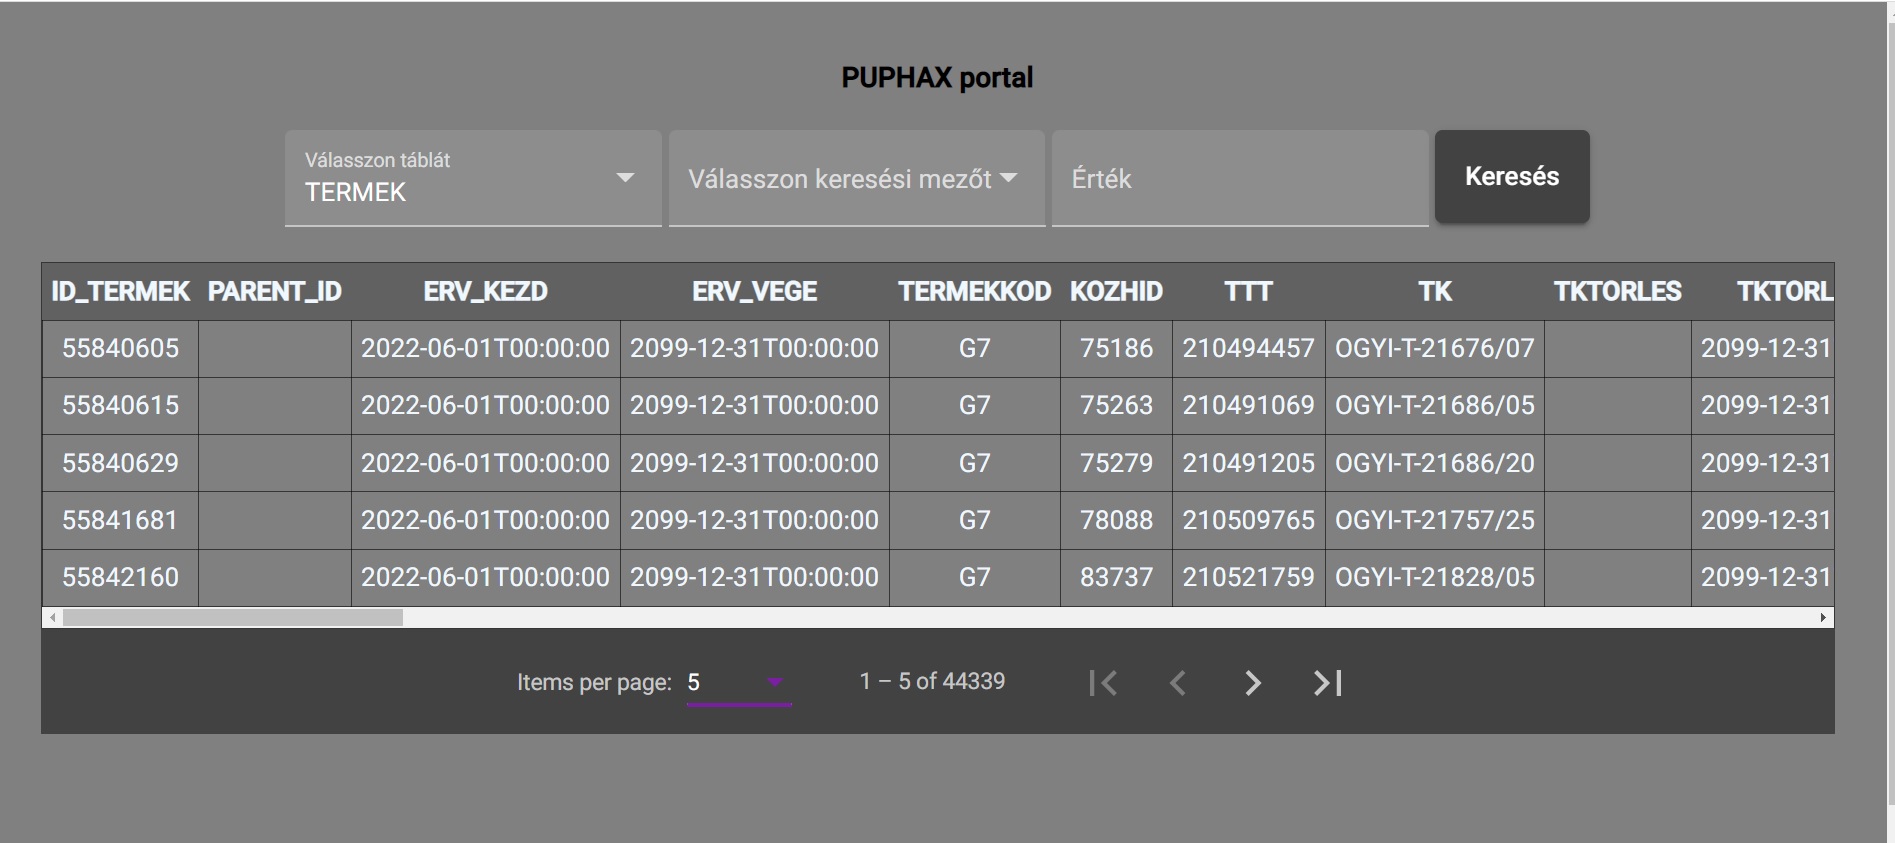 PUPHAX portal
Válasszon táblát
TERMEK
Válasszon keresési mezőt
Érték
Keresés
ID_TERMEK PARENT_ID ERV_KEZD ERV_VEGE TERMEKKOD KOZHID TTT TK TKTORLES TKTORL
55840605 2022-06-01T00:00:00 2099-12-31T00:00:00 G7 75186 210494457 OGYI-T-21676/07 2099-12-31
55840615 2022-06-01T00:00:00 2099-12-31T00:00:00 G7 75263 210491069 OGYI-T-21686/05 2099-12-31
55840629 2022-06-01T00:00:00 2099-12-31T00:00:00 G7 75279 210491205 OGYI-T-21686/20 2099-12-31
55841681 2022-06-01T00:00:00 2099-12-31T00:00:00 G7 78088 210509765 OGYI-T-21757/25 2099-12-31
55842160 2022-06-01T00:00:00 2099-12-31T00:00:00 G7 83737 210521759 OGYI-T-21828/05 2099-12-31
Items per page: 5 1 – 5 of 44339